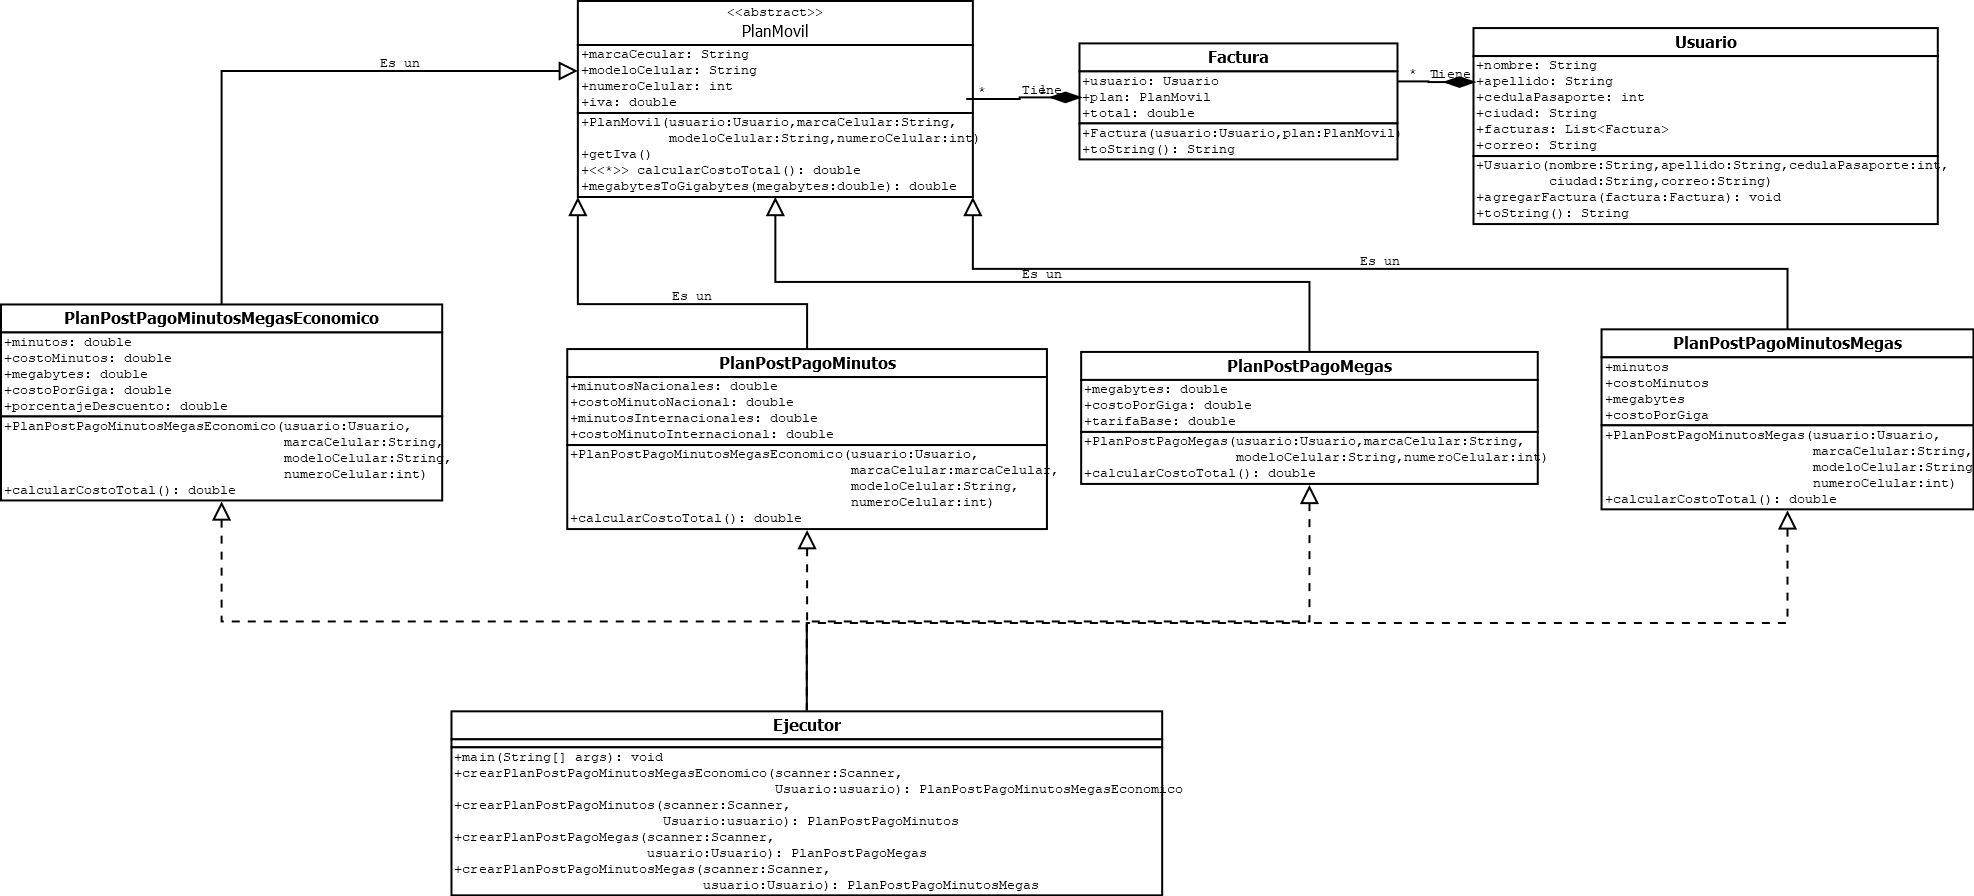 <<abstract>>
PlanMovil
+marcaCecular: String
+modeloCelular: String
+numeroCelular: int
+iva: double
+PlanMovil(usuario:Usuario,marcaCelular:String,
modeloCelular:String,numeroCelular:int)
+getIva()
+<<*>> calcularCostoTotal(): double
+megabytesToGigabytes(megabytes:double): double
*
Tiene
1
Factura
+usuario: Usuario
+plan: PlanMovil
+total: double
+Factura(usuario:Usuario,plan:PlanMovil)
+toString(): String
*
Tiene
1
Usuario
+nombre: String
+apellido: String
+cedulaPasaporte: int
+ciudad: String
+facturas: List<Factura>
+correo: String
+Usuario(nombre:String,apellido:String,cedulaPasaporte:int,
ciudad:String,correo:String)
+agregarFactura(factura:Factura): void
+toString(): String
Es un
Es un
Es un
Es un
PlanPostPagoMinutosMegasEconomico
+minutos: double
+costoMinutos: double
+megabytes: double
+costoPorGiga: double
+porcentajeDescuento: double
+PlanPostPagoMinutosMegasEconomico(usuario:Usuario,
marcaCelular:String,
modeloCelular:String,
numeroCelular:int)
+calcularCostoTotal(): double
PlanPostPagoMinutos
+minutosNacionales: double
+costoMinutoNacional: double
+minutosInternacionales: double
+costoMinutoInternacional: double
+PlanPostPagoMinutosMegasEconomico(usuario:Usuario,
marcaCelular:marcaCelular,
modeloCelular:String,
numeroCelular:int)
+calcularCostoTotal(): double
PlanPostPagoMegas
+megabytes: double
+costoPorGiga: double
+tarifaBase: double
+PlanPostPagoMegas(usuario:Usuario,marcaCelular:String,
modeloCelular:String,numeroCelular:int)
+calcularCostoTotal(): double
PlanPostPagoMinutosMegas
+minutos
+costoMinutos
+megabytes
+costoPorGiga
+PlanPostPagoMinutosMegas(usuario:Usuario,
marcaCelular:String,
modeloCelular:String
numeroCelular:int)
+calcularCostoTotal(): double
Ejecutor
+main(String[] args): void
+crearPlanPostPagoMinutosMegasEconomico(scanner:Scanner,
Usuario:usuario): PlanPostPagoMinutosMegasEconomico
+crearPlanPostPagoMinutos(scanner:Scanner,
Usuario:usuario): PlanPostPagoMinutos
+crearPlanPostPagoMegas(scanner:Scanner,
usuario:Usuario): PlanPostPagoMegas
+crearPlanPostPagoMinutosMegas(scanner:Scanner,
usuario:Usuario): PlanPostPagoMinutosMegas